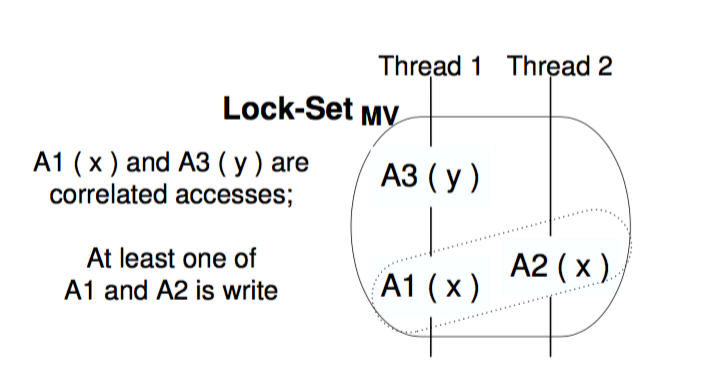 Thread 1 Thread 2
Lock-Set MV
A1 ( x ) and A3 ( y ) are
correlated accesses;
A3 ( y )
At least one of
A1 and A2 is write
A2 ( x )
A1 ( x )